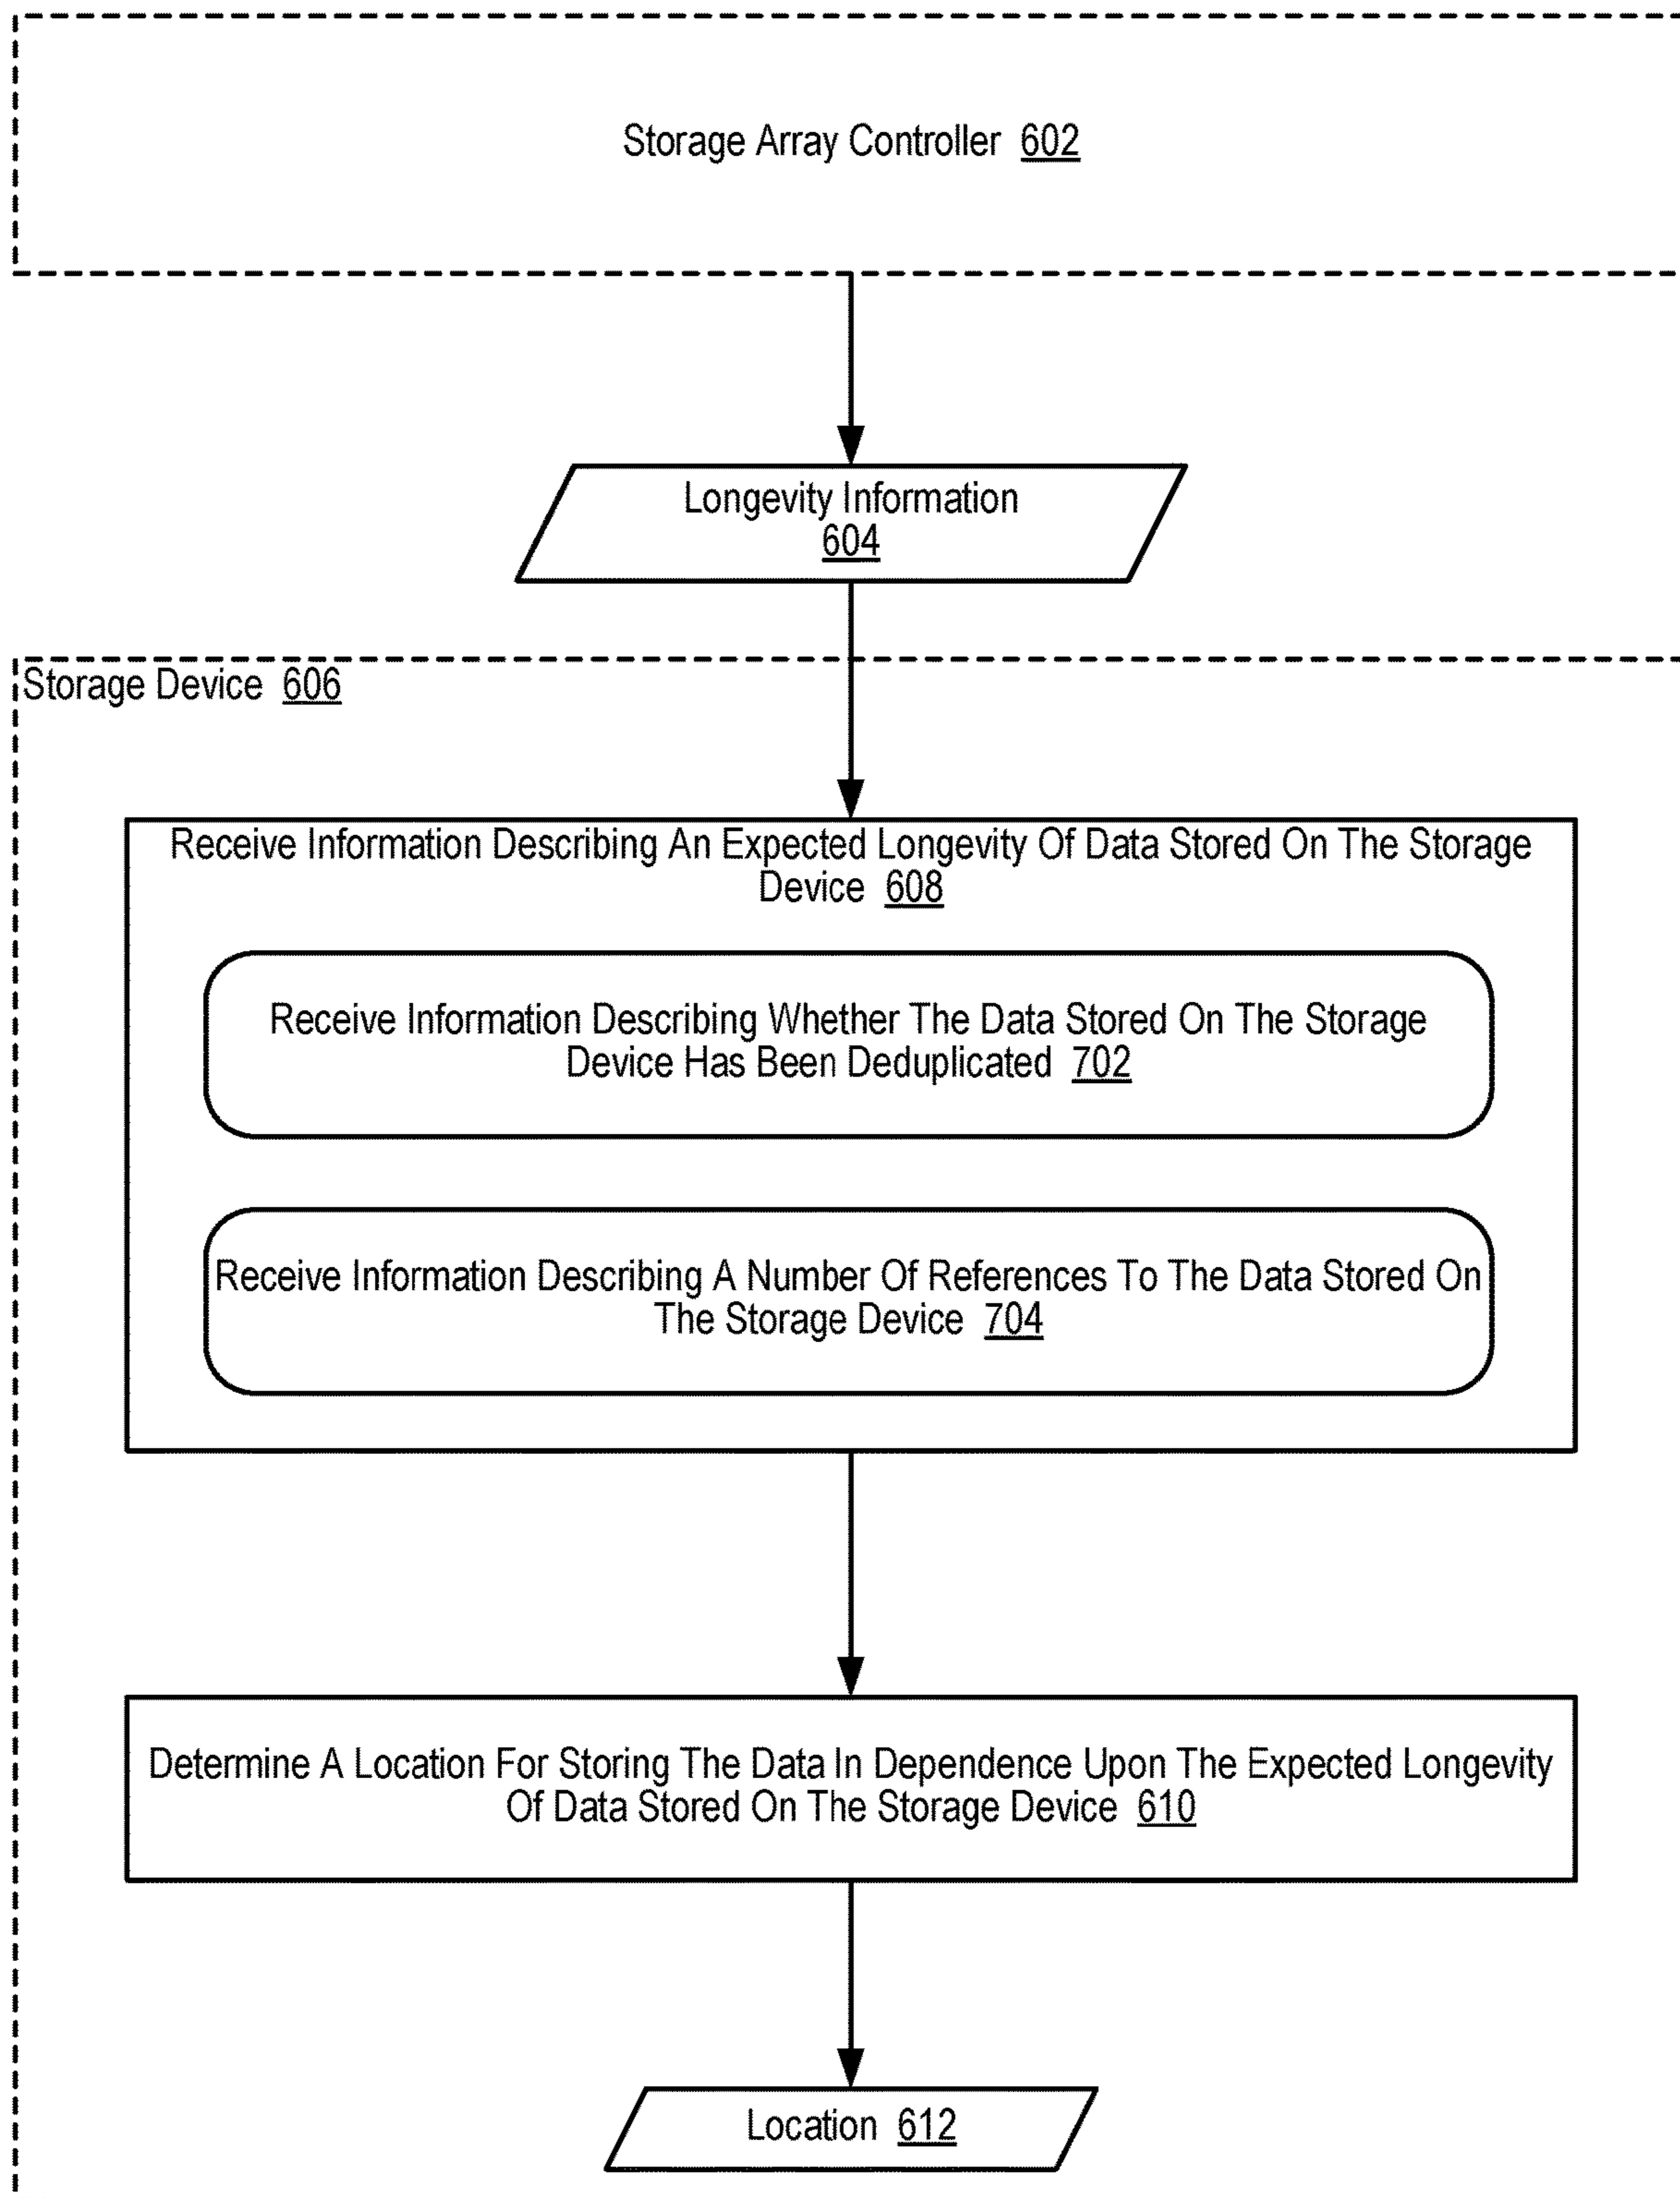 Storage Array Controller 602
Longevity Information
604
Storage Device 606
Receive Information Describing An Expected Longevity Of Data Stored On The Storage
Device 608
Receive Information Describing Whether The Data Stored On The Storage
Device Has Been Deduplicated 702
Receive Information Describing A Number Of References To The Data Stored On
The Storage Device 704
Determine A Location For Storing The Data In Dependence Upon The Expected Longevity
Of Data Stored On The Storage Device 610
Location 612